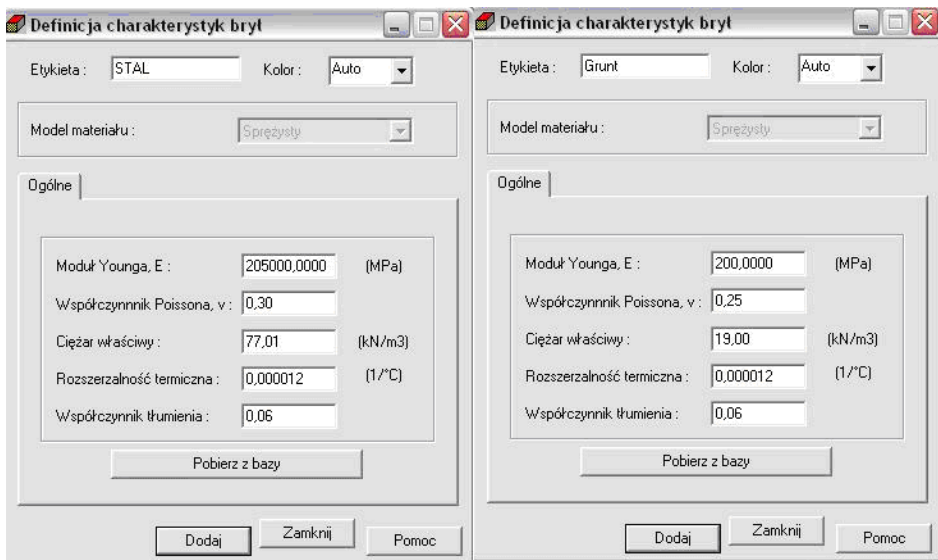 Definicja charakterystyk brył
Etykieta : STAL Kolor : Auto
Model materiału : Sprężysty
Ogólne
Moduł Younga, E : 205000,0000 (MPa)
Współczynnnik Poissona, v : 0,30
Ciężar właściwy : 77,01 (kN/m3)
Rozszerzalność termiczna : 0,000012 (1/°C)
Współczynnik tłumienia : 0,06
Pobierz z bazy
Dodaj Zamknij Pomoc
Definicja charakterystyk brył
Etykieta : Grunt Kolor : Auto
Model materiału : Sprężysty
Ogólne
Moduł Younga, E : 200,0000 (MPa)
Współczynnnik Poissona, v : 0,25
Ciężar właściwy : 19,00 (kN/m3)
Rozszerzalność termiczna : 0,000012 (1/°C)
Współczynnik tłumienia : 0,06
Pobierz z bazy
Dodaj Zamknij Pomoc